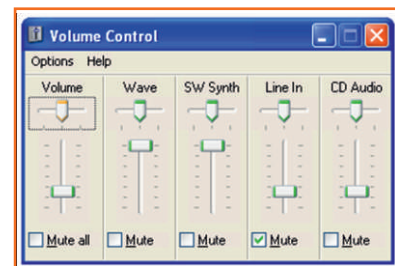 Volume Control
Options Help
Volume Wave SW Synth Line In CD Audio
Mute all Mute Mute Mute Mute